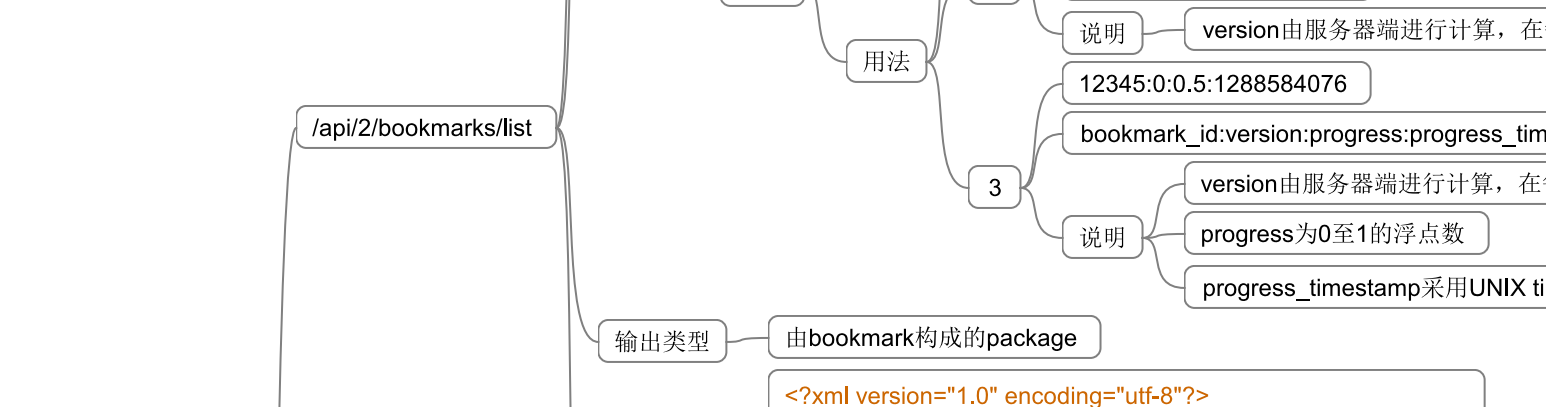 说明
version由服务器端进行计算，在
用法
12345:0:0.5:1288584076
/api/2/bookmarks/list
bookmark_id:version:progress:progress_tim
3
version由服务器端进行计算，在
说明
progress为0至1的浮点数
progress_timestamp采用UNIX ti
输出类型
由bookmark构成的package
<?xml version="1.0" encoding="utf-8"?>